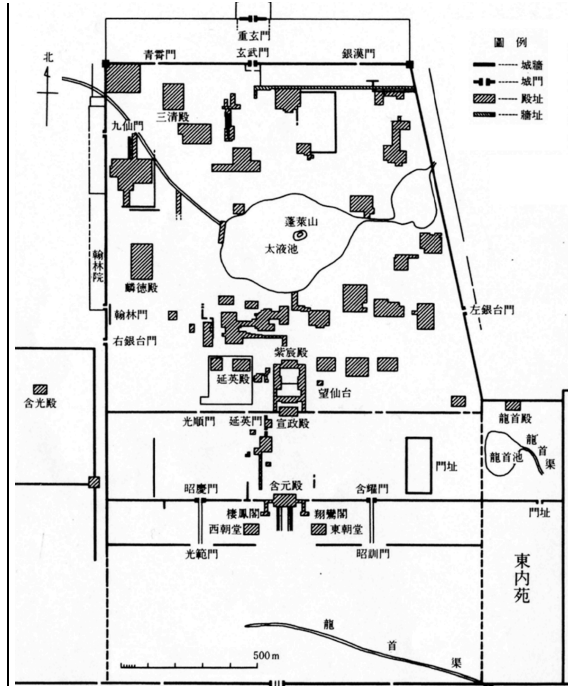 重玄門
青霄門
玄武門
銀漢門
圖例
城牆
城門
殿址
牆址
北
三清殿
九仙門
蓬萊山
太液池
翰林院
麟德殿
翰林門
右銀台門
左銀台門
紫宸殿
延英殿
望仙台
含光殿
光順門
延英門
宣政殿
龍首殿
龍首池
龍首渠
門址
昭慶門
含元殿
含耀門
門址
棲鳳閣
翔鸞閣
西朝堂
東朝堂
光範門
昭訓門
東內苑
龍首渠
500m